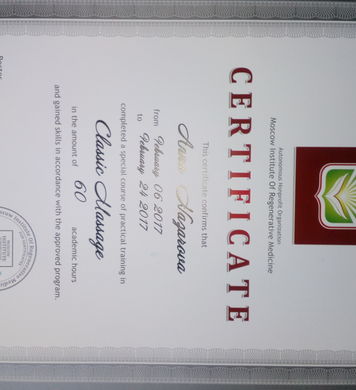 Autonomous Nonprofit Organization
Moscow Institute Of Regenerative Medicine
CERTIFICATE
This certificate confirms that
Nazarova
from February 06 2017
to February 24 2017
completed a special course of practical training in
Classic Massage
in the amount of 60 academic hours
and gained skills in accordance with the approved program.